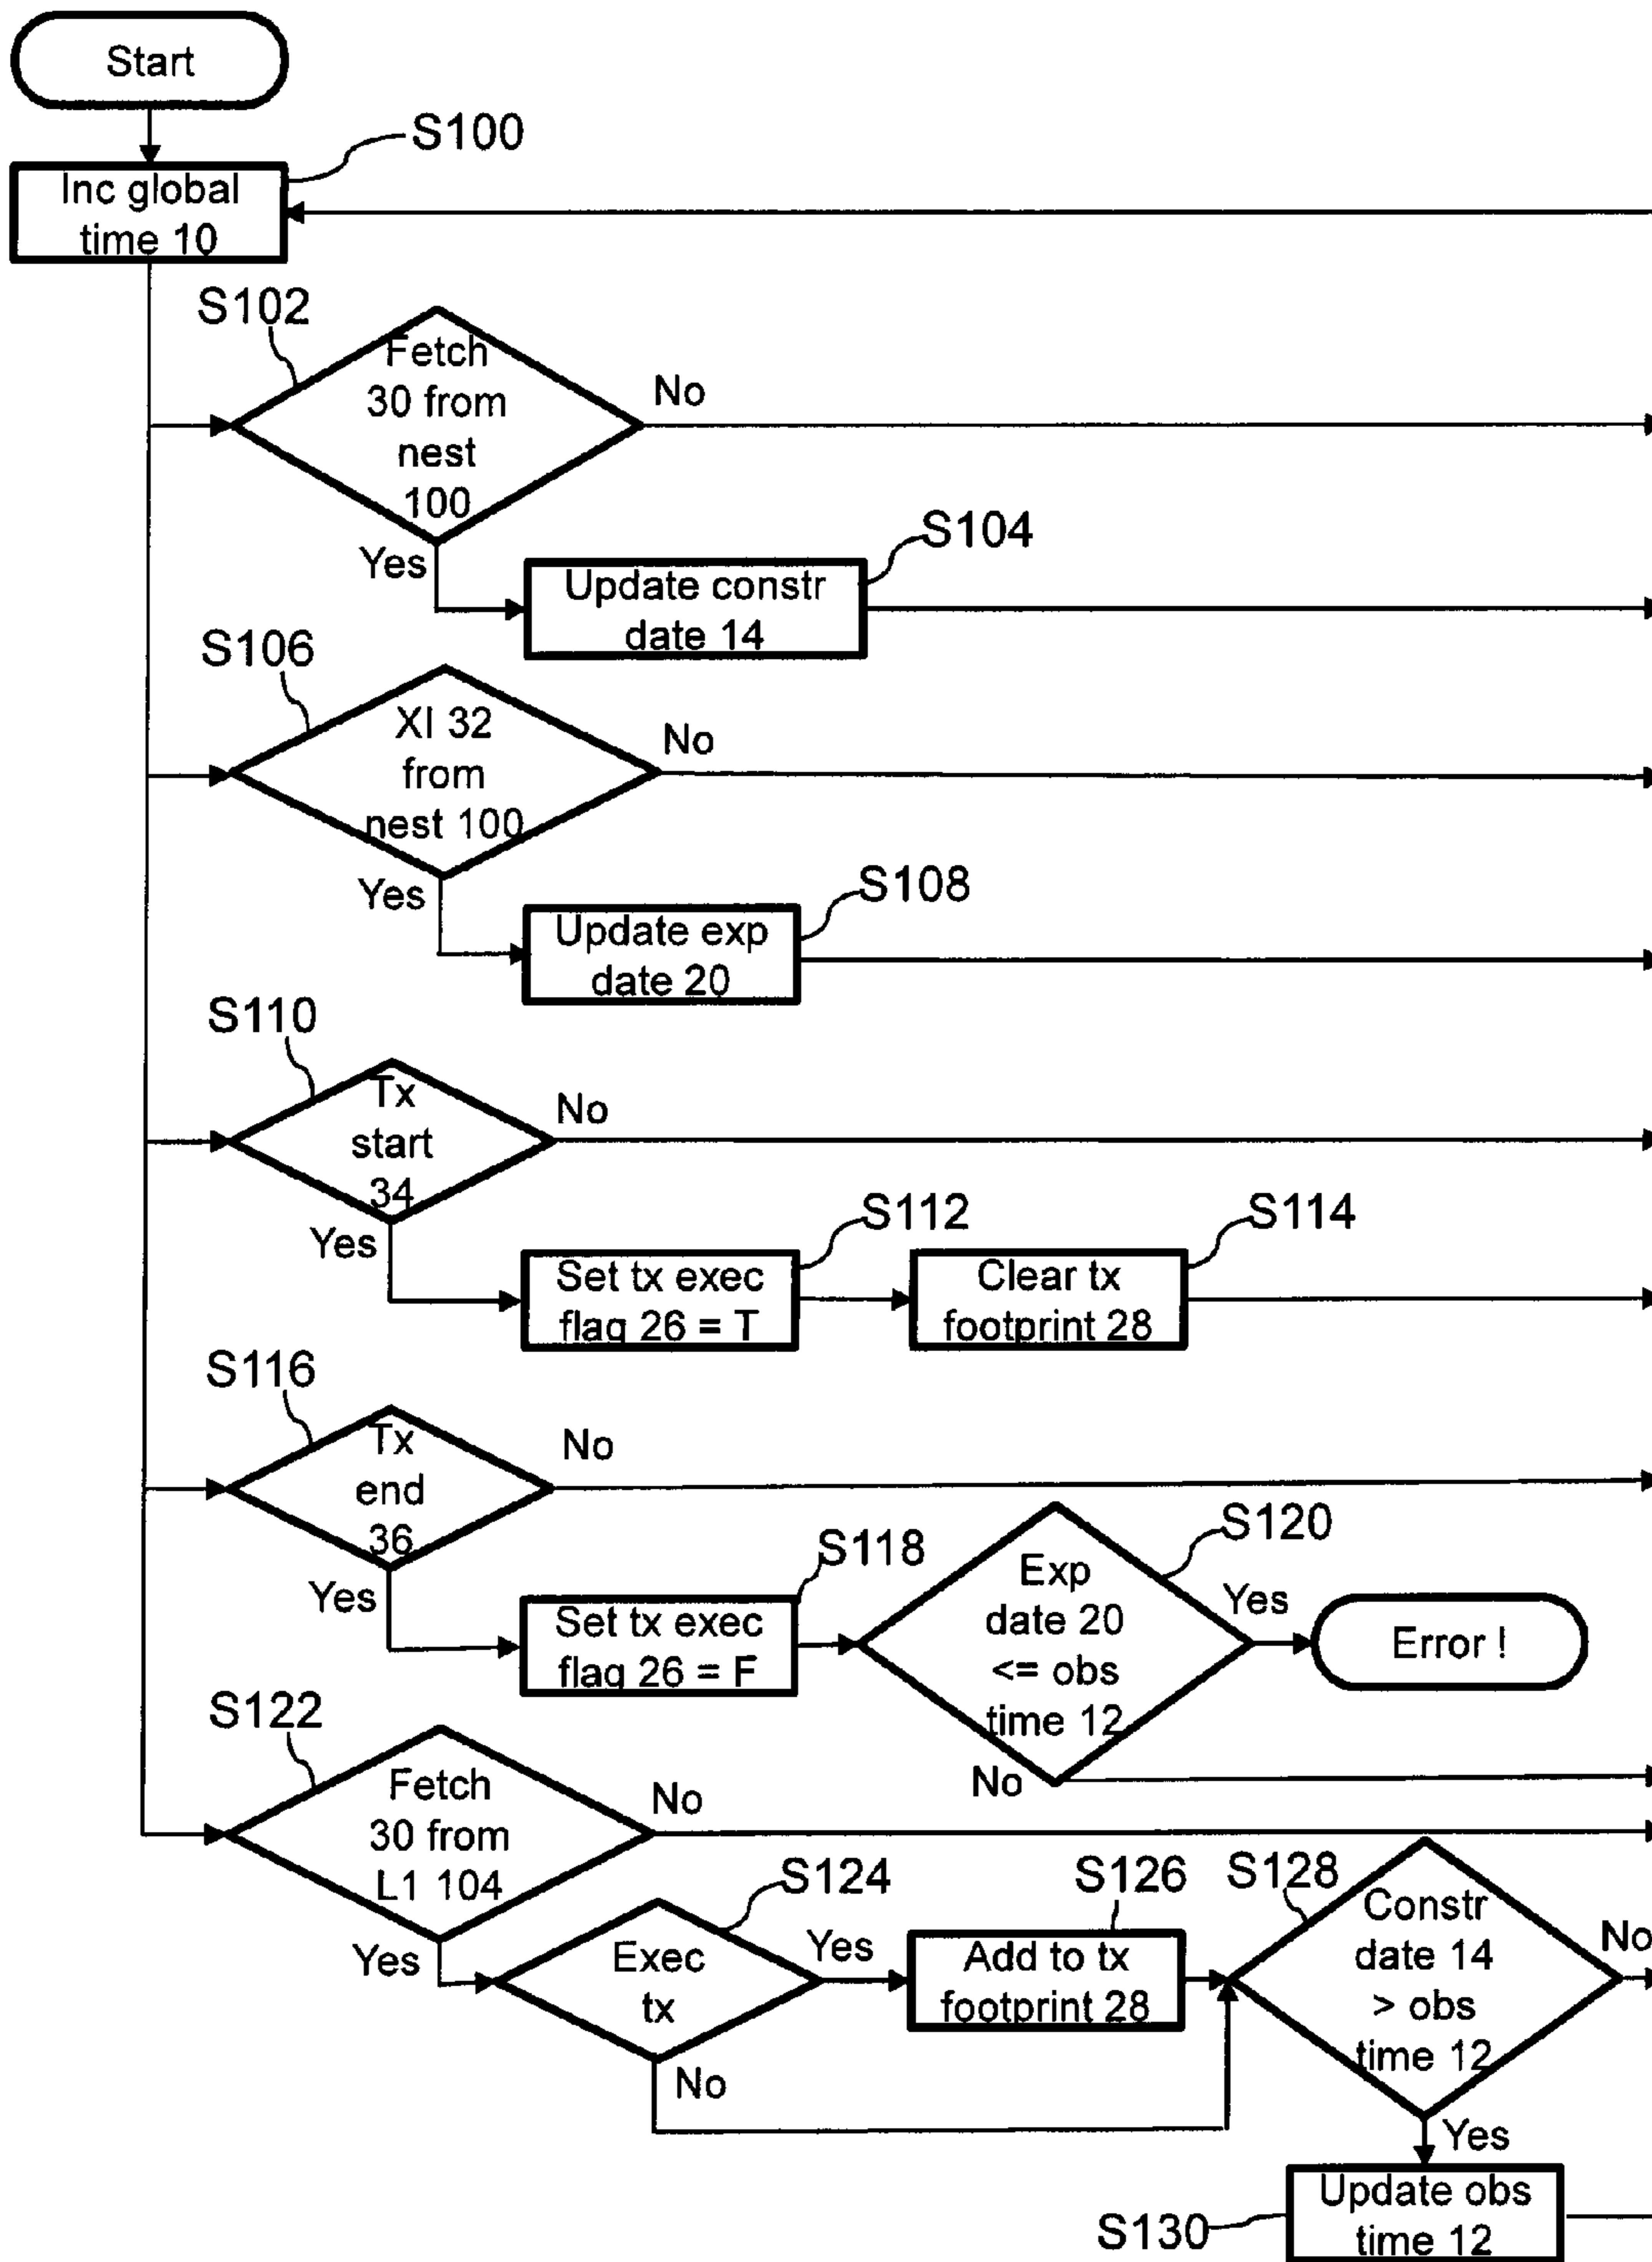 Start
S100
Inc global
time 10
S102
Fetch
30 from
nest
100
No
Yes
S104
Update constr
date 14
S106
XI 32
from
nest 100
No
Yes
S108
Update exp
date 20
S110
Tx
start
34
No
Yes
S112
Set tx exec
flag 26 = T
S114
Clear tx
footprint 28
S116
Tx
end
36
No
Yes
S118
Set tx exec
flag 26 = F
S120
Exp
date 20
<= obs
time 12
Yes
Error !
No
S122
Fetch
30 from
L1 104
No
Yes
S124
Exec
tx
Yes
No
S126
Add to tx
footprint 28
S128
Constr
date 14
> obs
time 12
No
Yes
S130
Update obs
time 12